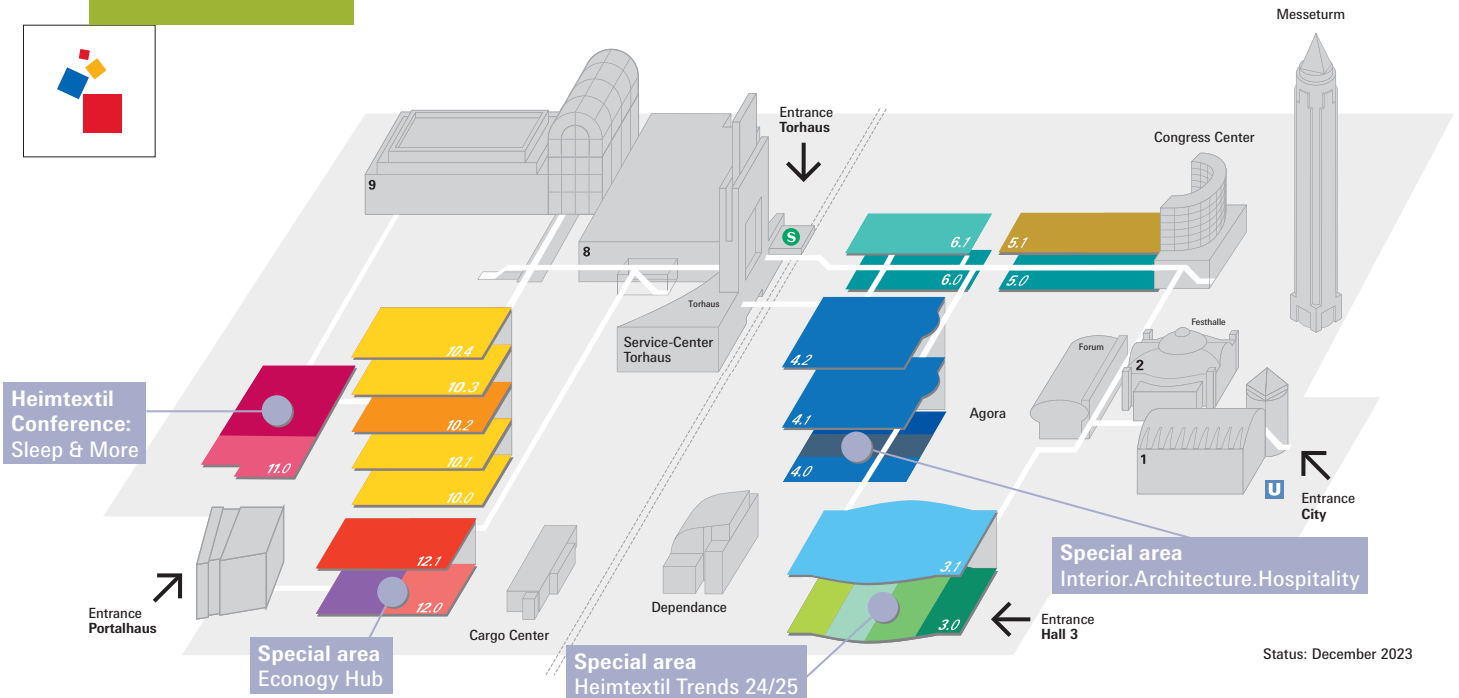 Messeturm
Entrance
Torhaus
Congress Center
9
8
S
6.1
5.1
6.0
5.0
Torhaus
Service-Center
Torhaus
Festhalle
Forum
2
1
4.2
4.1
4.0
Agora
10.4
10.3
10.2
10.1
10.0
Heimtextil
Conference:
Sleep & More
11.0
U
Entrance
City
12.1
12.0
3.1
3.0
Special area
Interior.Architecture.Hospitality
Entrance
Portalhaus
Cargo Center
Dependance
Entrance
Hall 3
Special area
Econogy Hub
Special area
Heimtextil Trends 24/25
Status: December 2023